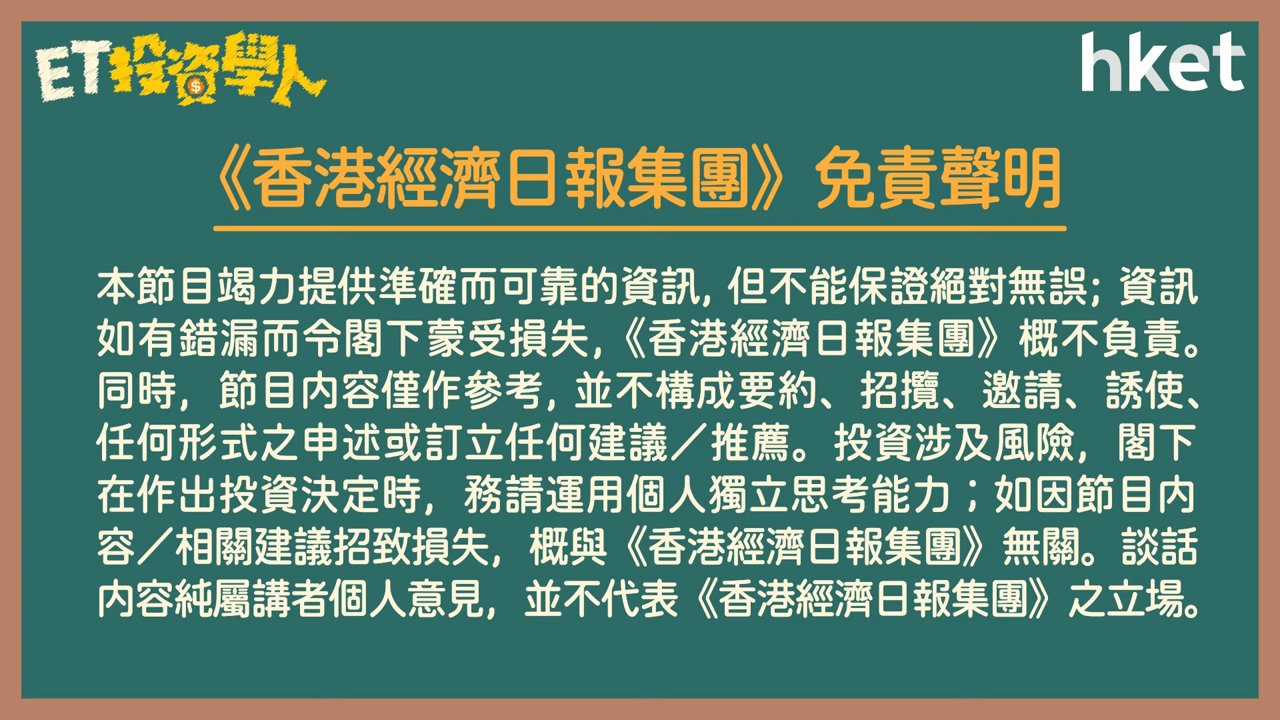 ET投資學人
hket
《香港經濟日報集團》免責聲明
本節目竭力提供準確而可靠的資訊, 但不能保證絕對無誤; 資訊
如有錯漏而令閣下蒙受損失,《香港經濟日報集團》概不負責。
同時, 節目內容僅作參考, 並不構成要約、招攬、邀請、誘使、
任何形式之申述或訂立任何建議／推薦。投資涉及風險, 閣下
在作出投資決定時, 務請運用個人獨立思考能力；如因節目內
容／相關建議招致損失, 概與《香港經濟日報集團》無關。談話
內容純屬講者個人意見, 並不代表《香港經濟日報集團》之立場。